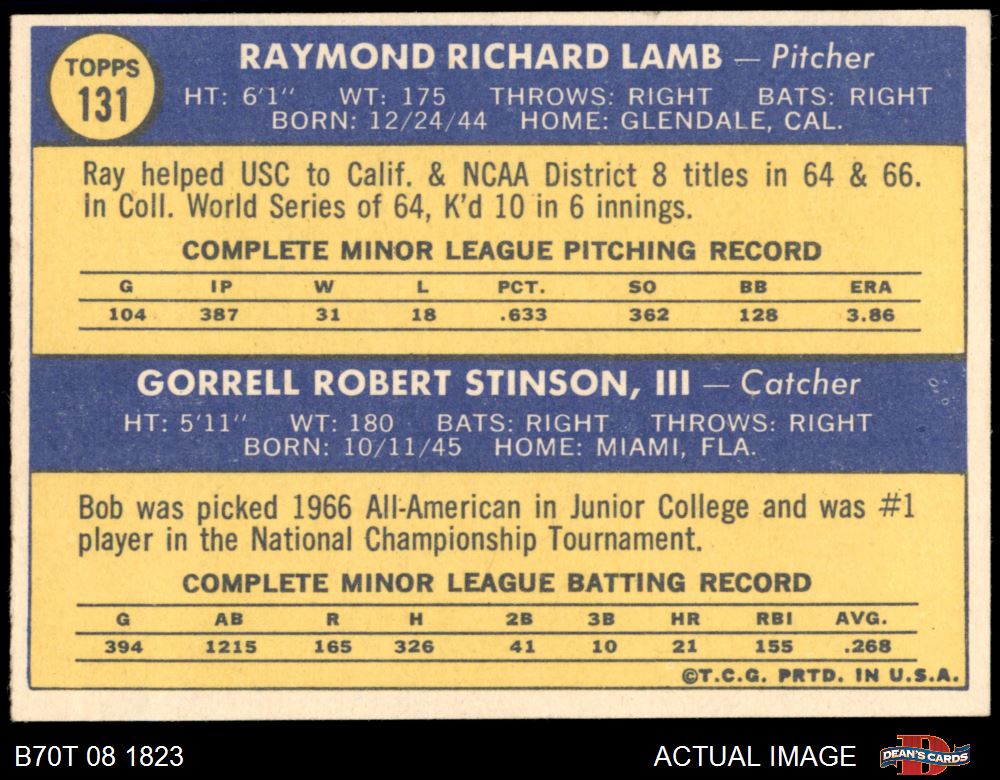 TOPPS
131
RAYMOND RICHARD LAMB — Pitcher
HT: 6'1" WT: 175 THROWS: RIGHT BATS: RIGHT
BORN: 12/24/44 HOME: GLENDALE, CAL.
Ray helped USC to Calif. & NCAA District 8 titles in 64 & 66.
In Coll. World Series of 64, K'd 10 in 6 innings.
COMPLETE MINOR LEAGUE PITCHING RECORD
G IP W L PCT. SO BB ERA
104 387 31 18 .633 362 128 3.86
GORRELL ROBERT STINSON, III — Catcher
HT: 5'11" WT: 180 BATS: RIGHT THROWS: RIGHT
BORN: 10/11/45 HOME: MIAMI, FLA.
Bob was picked 1966 All-American in Junior College and was #1
player in the National Championship Tournament.
COMPLETE MINOR LEAGUE BATTING RECORD
G AB R H 2B 3B HR RBI AVG.
394 1215 165 326 41 10 21 155 .268
©T.C.G. PRTD. IN U.S.A.
B70T 08 1823 ACTUAL IMAGE DEAN'S CARDS